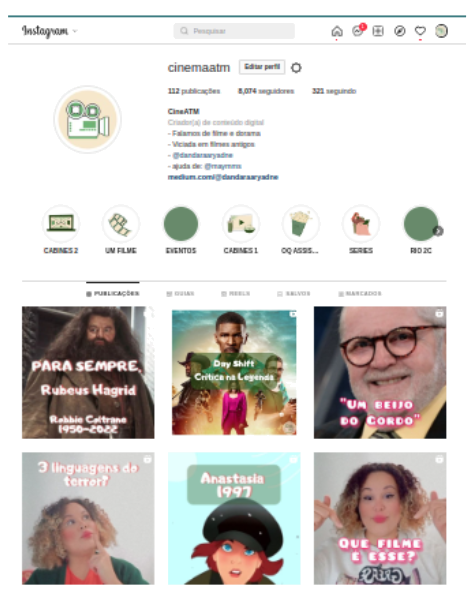 Instagram
Pesquisar
cinemaatm Editar perfil
112 publicações 8,074 seguidores 321 seguindo
CineATM
Criador(a) de conteúdo digital
- Falamos de filme e dorama
- Viciada em filmes antigos
- @dandaraaryadne
- ajuda de: @maymms
medium.com/@dandaraaryadne
CABINES 2 UM FILME EVENTOS CABINES 1 OQ ASSIS... SERIES RIO 2C
PUBLICAÇÕES GUIAS REELS SALVOS MARCADOS
PARA SEMPRE,
Rubeus Hagrid
Robbie Coltrane
1950-2022
Day Shift
Crítica na Legenda
"UM BEIJO
DO GORDO"
3 linguagens do
terror?
Anastasia
1997
QUE FILME
É ESSE?